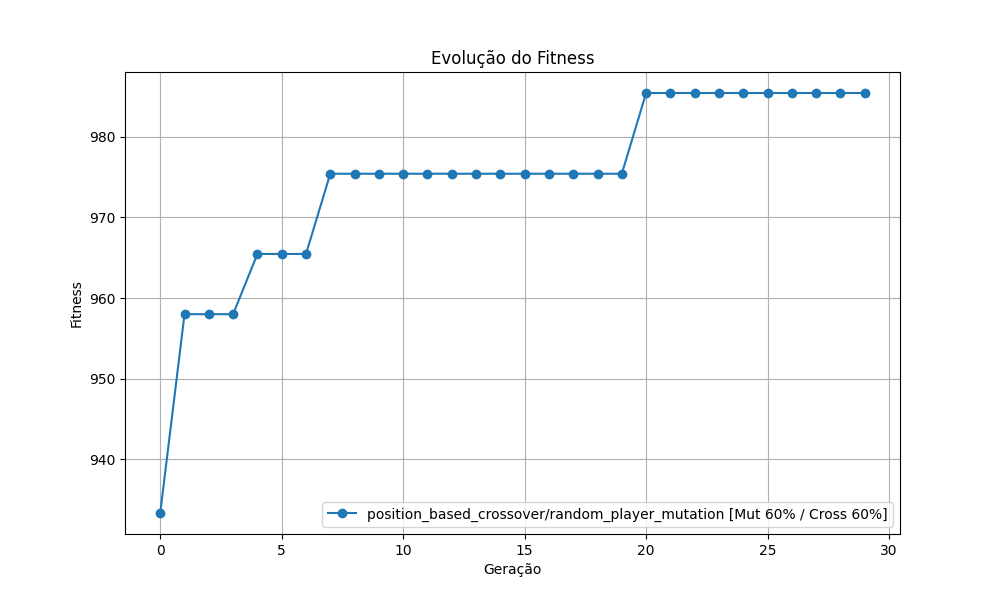 Evolução do Fitness
Fitness
980
970
960
950
940
position_based_crossover/random_player_mutation [Mut 60% / Cross 60%]
0 5 10 15 20 25 30
Geração